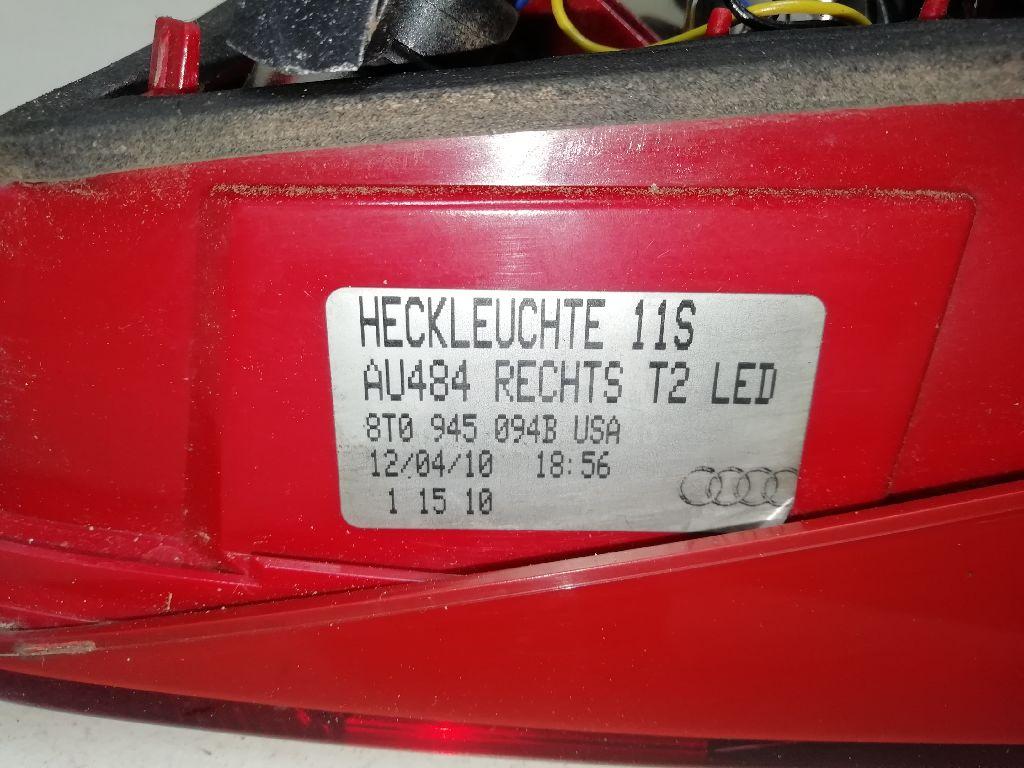 HECKLEUCHTE 11S
AU484 RECHTS T2 LED
8T0 945 094B USA
12/04/10 18:56
1 15 10